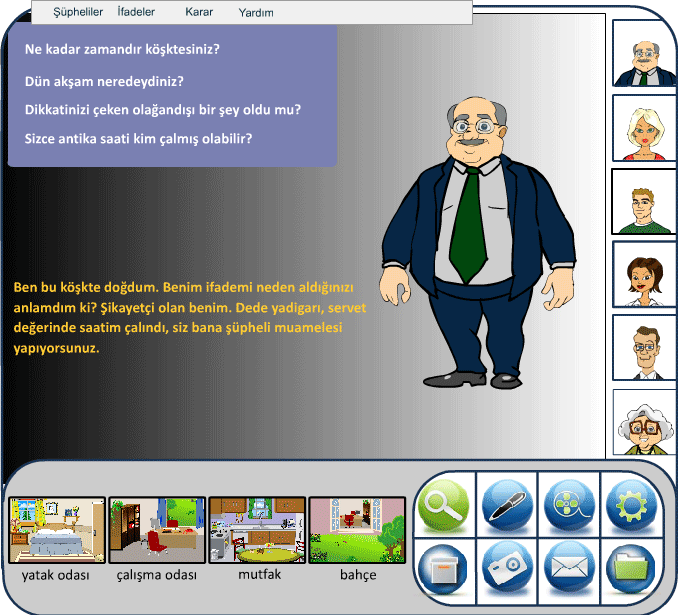 Şüpheliler İfadeler Karar Yardım
Ne kadar zamandır köşktesiniz?
Dün akşam neredeydiniz?
Dikkatinizi çeken olağandışı bir şey oldu mu?
Sizce antika saati kim çalmış olabilir?
Ben bu köşkte doğdum. Benim ifademi neden aldığınızı
anlamdım ki? Şikayetçi olan benim. Dede yadigarı, servet
değerinde saatim çalındı, siz bana şüpheli muamelesi
yapıyorsunuz.
yatak odası çalışma odası mutfak bahçe